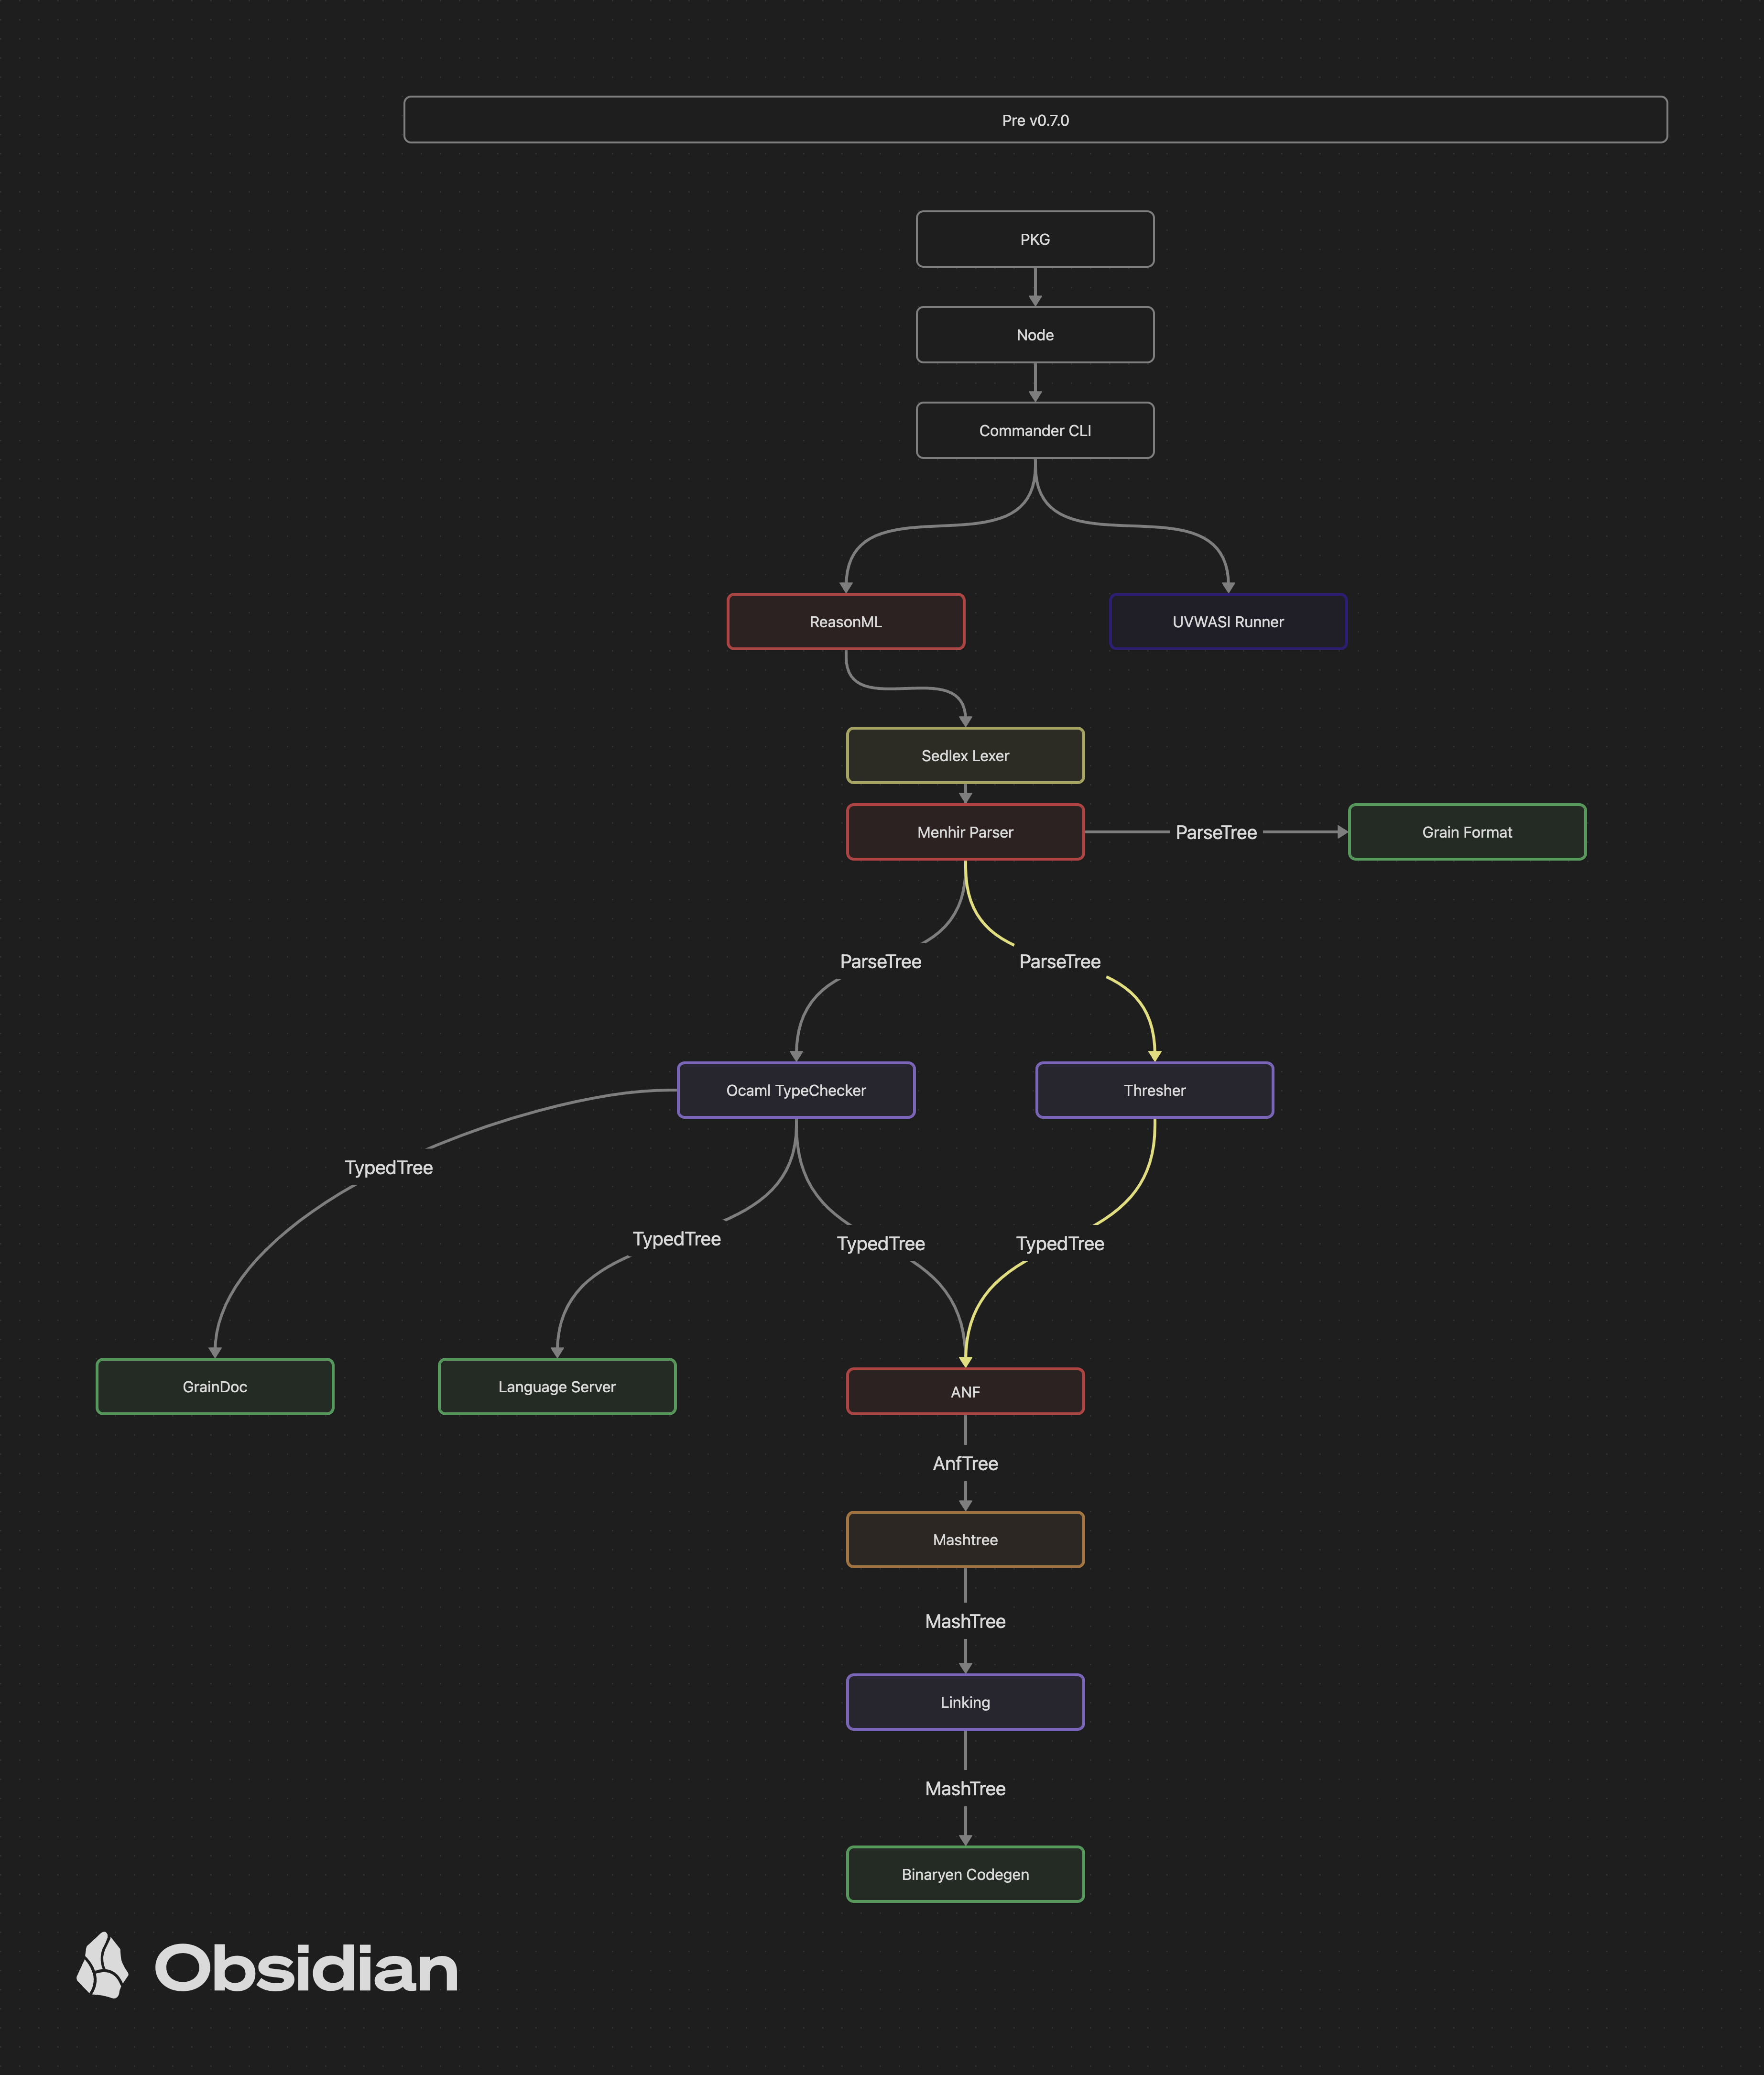 Pre v0.7.0
PKG
Node
Commander CLI
ReasonML
UVWASI Runner
Sedlex Lexer
Menhir Parser
ParseTree
Grain Format
ParseTree
ParseTree
Ocaml TypeChecker
Thresher
TypedTree
TypedTree
TypedTree
TypedTree
GrainDoc
Language Server
ANF
AnfTree
Mashtree
MashTree
Linking
MashTree
Binaryen Codegen
Obsidian